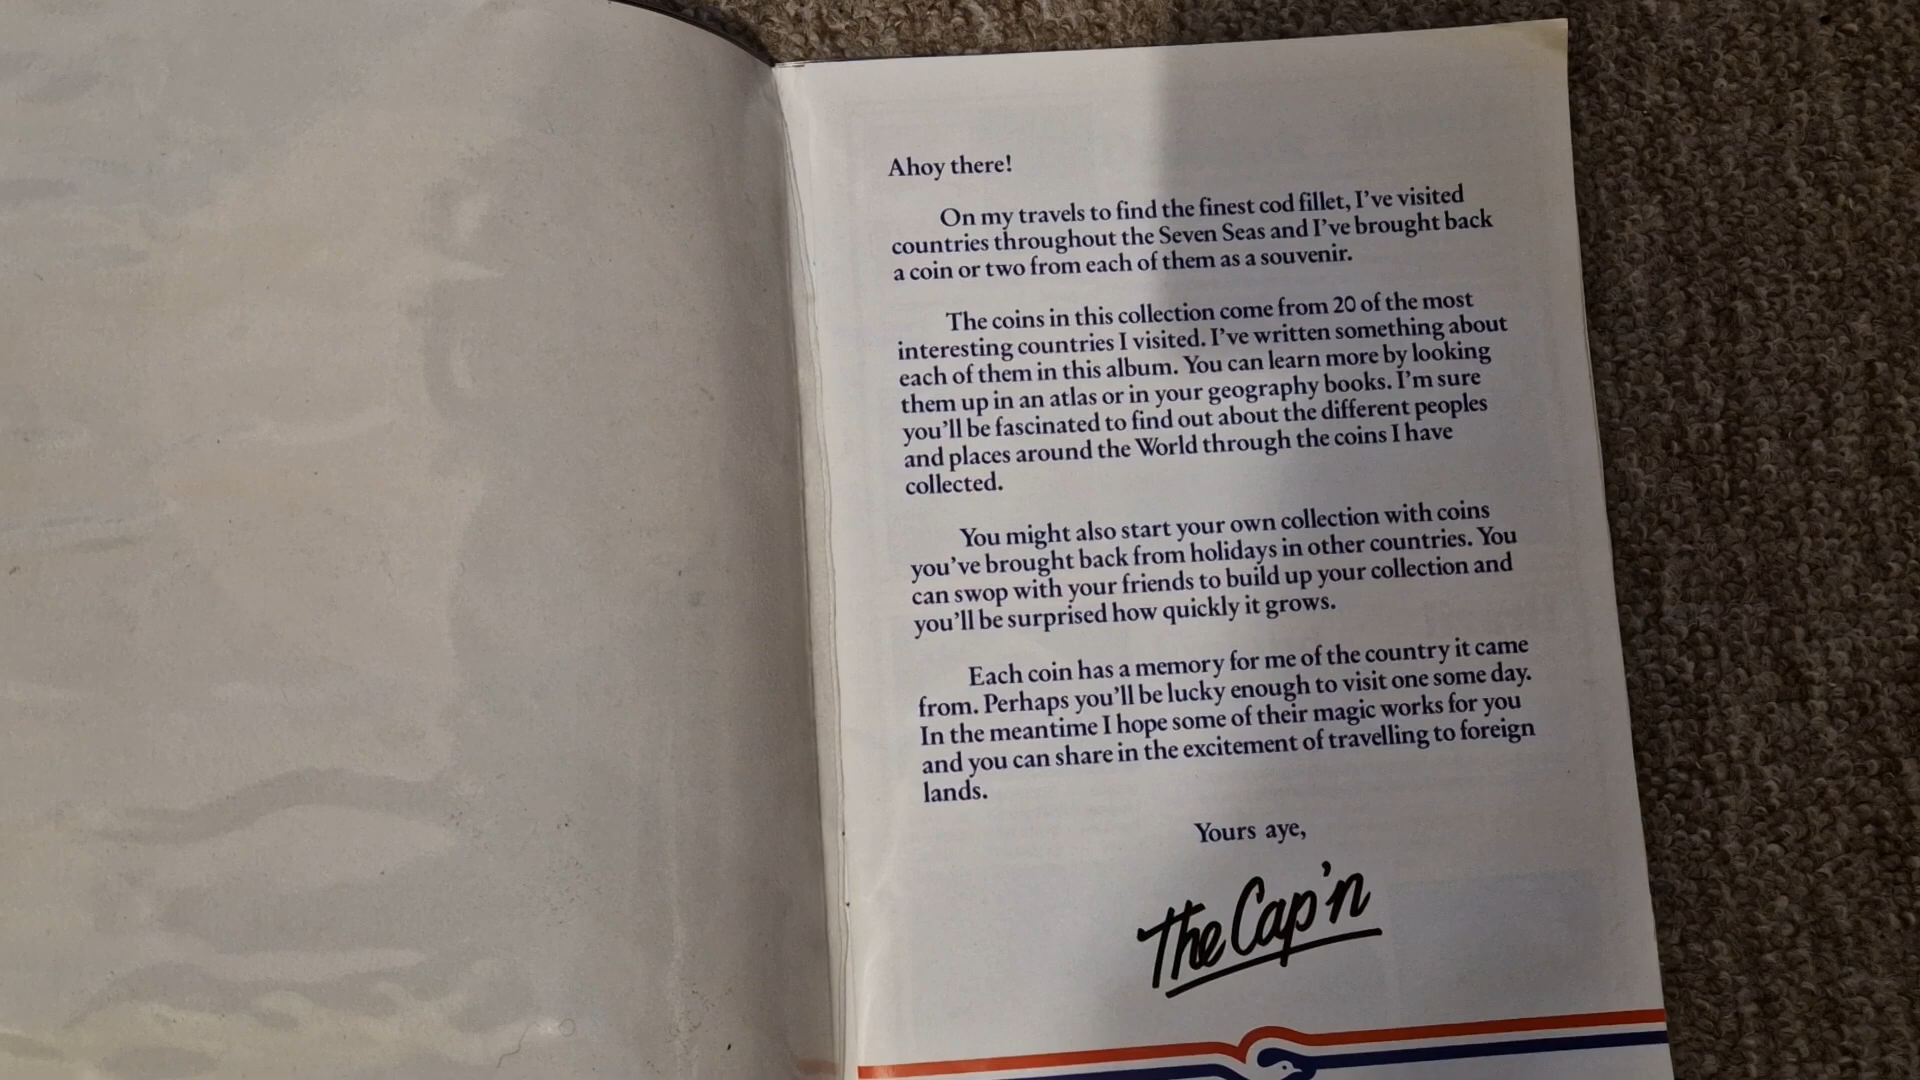 Ahoy there!
On my travels to find the finest cod fillet, I've visited
countries throughout the Seven Seas and I've brought back
a coin or two from each of them as a souvenir.
The coins in this collection come from 20 of the most
interesting countries I visited. I've written something about
each of them in this album. You can learn more by looking
them up in an atlas or in your geography books. I'm sure
you'll be fascinated to find out about the different peoples
and places around the World through the coins I have
collected.
You might also start your own collection with coins
you've brought back from holidays in other countries. You
can swop with your friends to build up your collection and
you'll be surprised how quickly it grows.
Each coin has a memory for me of the country it came
from. Perhaps you'll be lucky enough to visit one some day.
In the meantime I hope some of their magic works for you
and you can share in the excitement of travelling to foreign
lands.
Yours aye,
The Cap'n